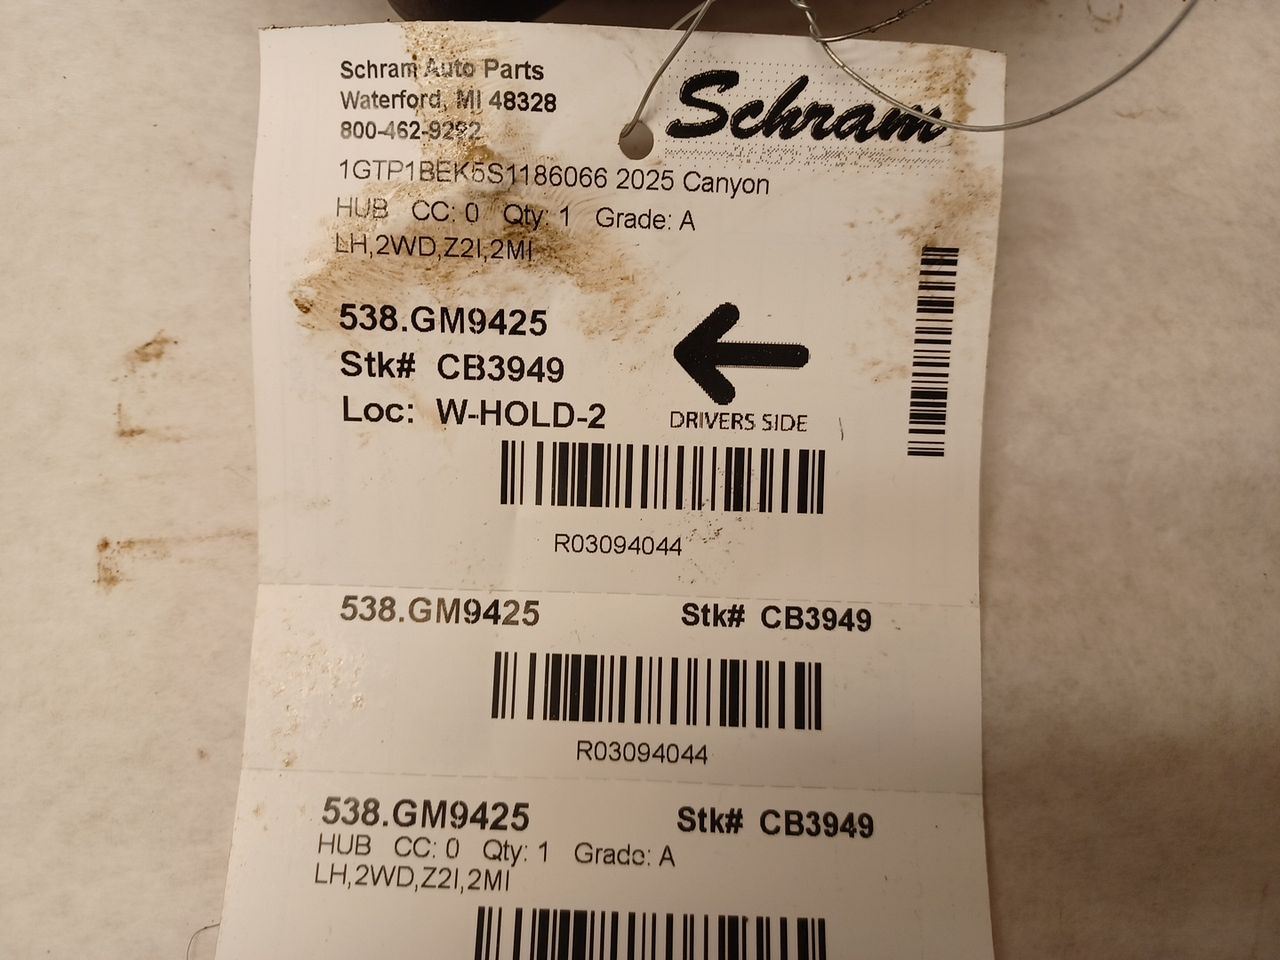 Schram Auto Parts
Waterford, MI 48328
800-462-9292
Schram
1GTP1BEK5S1186066 2025 Canyon
HUB CC: 0 Qty: 1 Grade: A
LH,2WD,Z2I,2MI
538.GM9425
Stk# CB3949
Loc: W-HOLD-2
DRIVERS SIDE
R03094044
538.GM9425 Stk# CB3949
R03094044
538.GM9425 Stk# CB3949
HUB CC: 0 Qty: 1 Grade: A
LH,2WD,Z2I,2MI